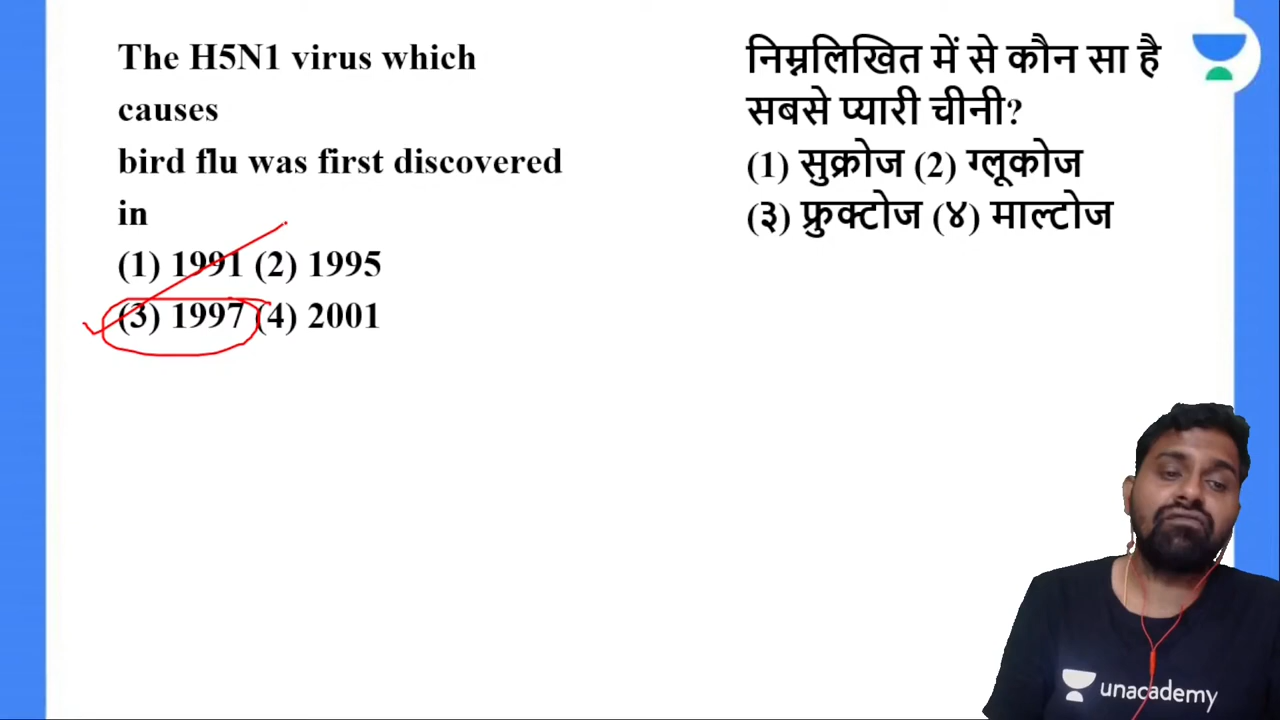 The H5N1 virus which
causes
bird flu was first discovered
in
(1) 1991 (2) 1995
(3) 1997 (4) 2001
निम्नलिखित में से कौन सा है
सबसे प्यारी चीनी?
(1) सुक्रोज (2) ग्लूकोज
(३) फ्रुक्टोज (४) माल्टोज
unacademy